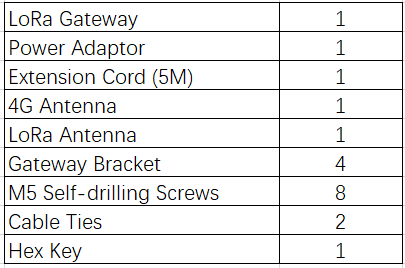 LoRa Gateway 1
Power Adaptor 1
Extension Cord (5M) 1
4G Antenna 1
LoRa Antenna 1
Gateway Bracket 4
M5 Self-drilling Screws 8
Cable Ties 2
Hex Key 1